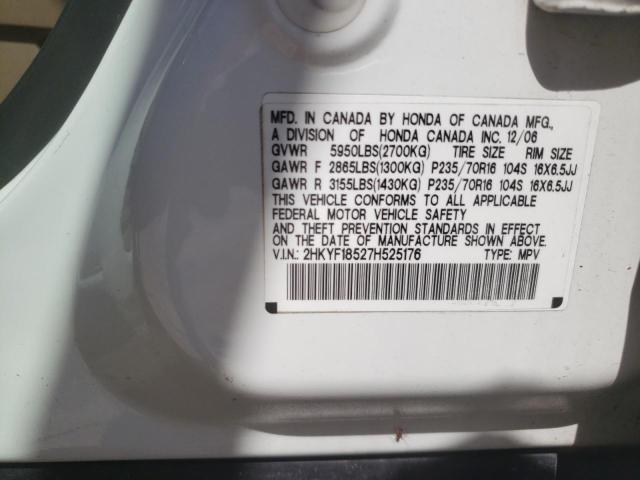 MFD. IN CANADA BY HONDA OF CANADA MFG.,
A DIVISION OF HONDA CANADA INC. 12/06
GVWR 5950LBS(2700KG) TIRE SIZE RIM SIZE
GAWR F 2865LBS(1300KG) P235/70R16 104S 16X6.5JJ
GAWR R 3155LBS(1430KG) P235/70R16 104S 16X6.5JJ
THIS VEHICLE CONFORMS TO ALL APPLICABLE
FEDERAL MOTOR VEHICLE SAFETY
AND THEFT PREVENTION STANDARDS IN EFFECT
ON THE DATE OF MANUFACTURE SHOWN ABOVE.
V.I.N.: 2HKYF18527H525176 TYPE: MPV